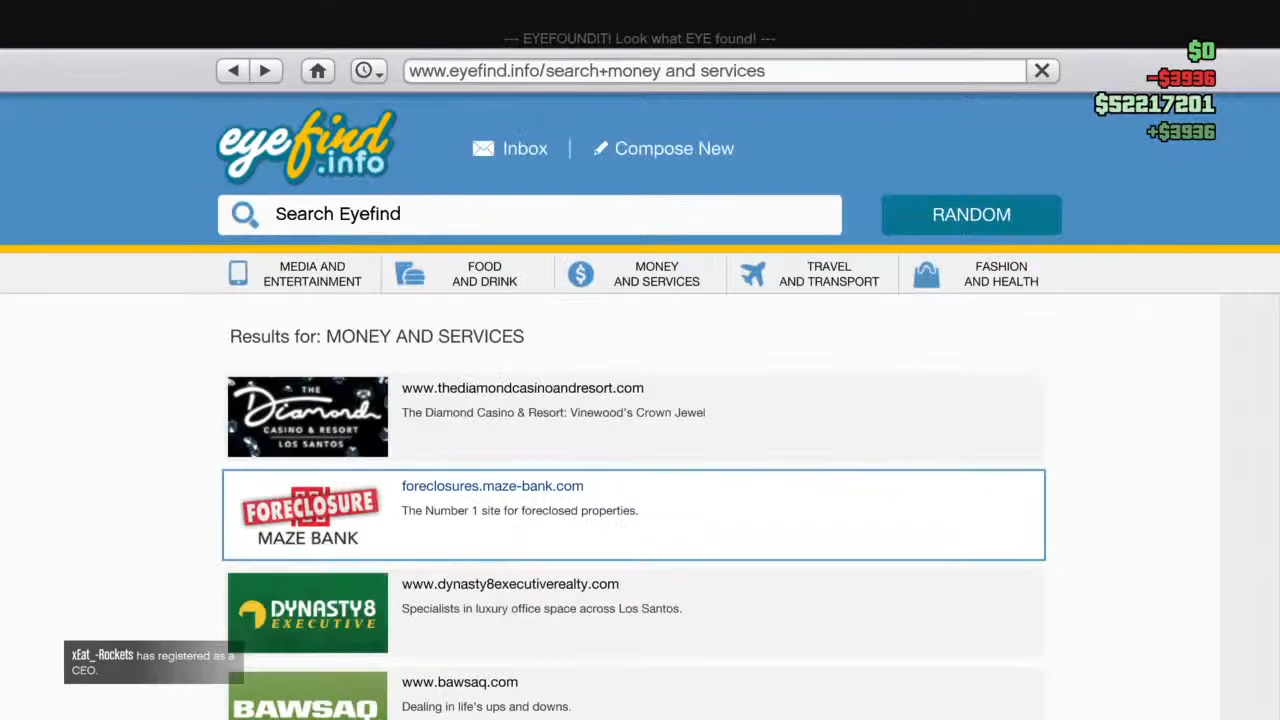 --- EYEFOUNDIT! Look what EYE found! ---
www.eyefind.info/search+money and services
$0
-$3936
$52217201
+$3936
eyefind
.info
Inbox
Compose New
Search Eyefind
RANDOM
MEDIA AND
ENTERTAINMENT
FOOD
AND DRINK
MONEY
AND SERVICES
TRAVEL
AND TRANSPORT
FASHION
AND HEALTH
Results for: MONEY AND SERVICES
THE
Diamond
CASINO & RESORT
LOS SANTOS
www.thediamondcasinoandresort.com
The Diamond Casino & Resort: Vinewood's Crown Jewel
FORECLOSURE
MAZE BANK
foreclosures.maze-bank.com
The Number 1 site for foreclosed properties.
DYNASTY8
EXECUTIVE
www.dynasty8executiverealty.com
Specialists in luxury office space across Los Santos.
xEat_-Rockets has registered as a
CEO.
BAWSAQ
www.bawsaq.com
Dealing in life's ups and downs.